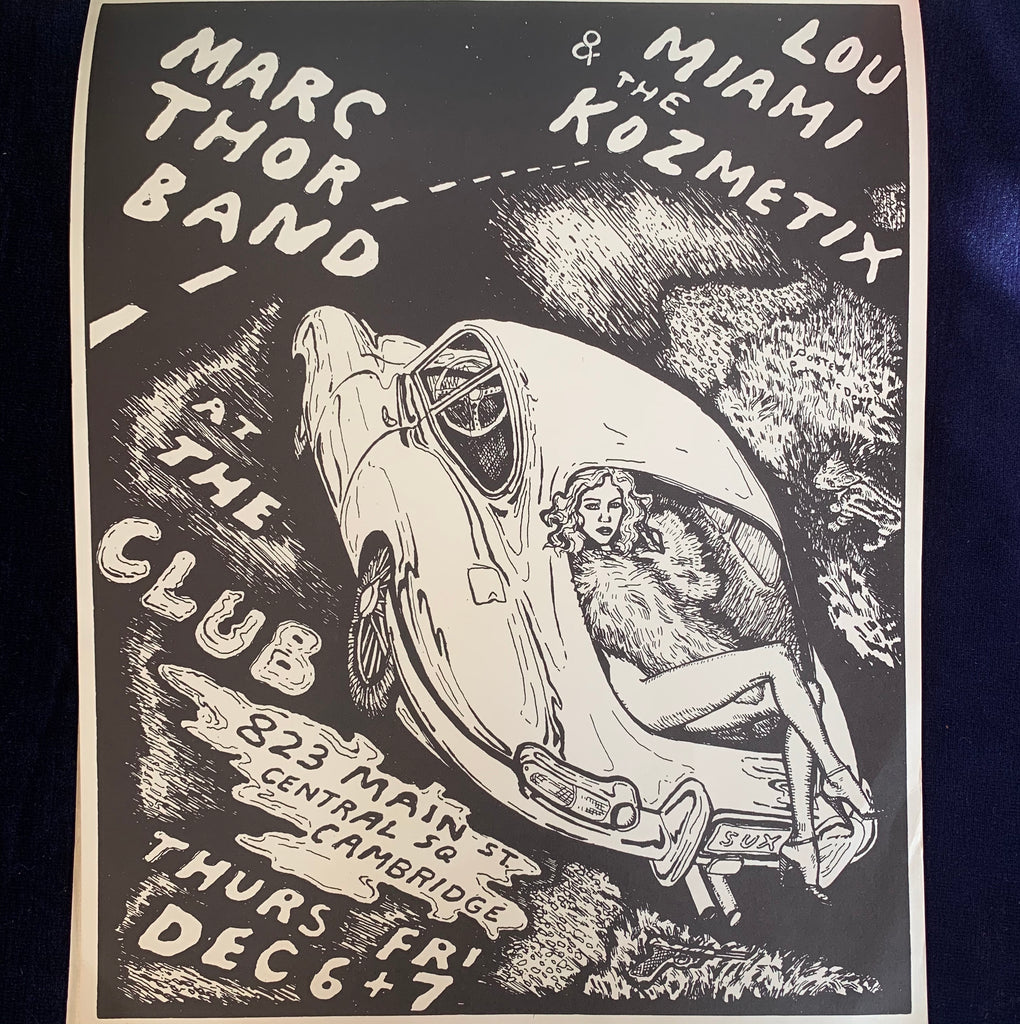 MARC
THOR
BAND
LOU
& MIAMI
THE
KOZMETIX
AT
THE
CLUB
823 MAIN ST.
CENTRAL SQ
CAMBRIDGE
THURS FRI
DEC 6 + 7
SUX